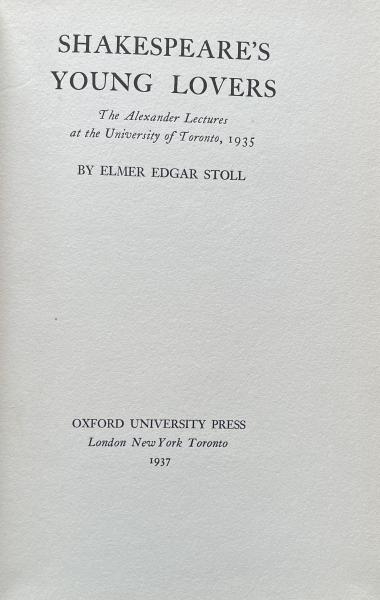 SHAKESPEARE'S
YOUNG LOVERS
The Alexander Lectures
at the University of Toronto, 1935
BY ELMER EDGAR STOLL
OXFORD UNIVERSITY PRESS
London New York Toronto
1937